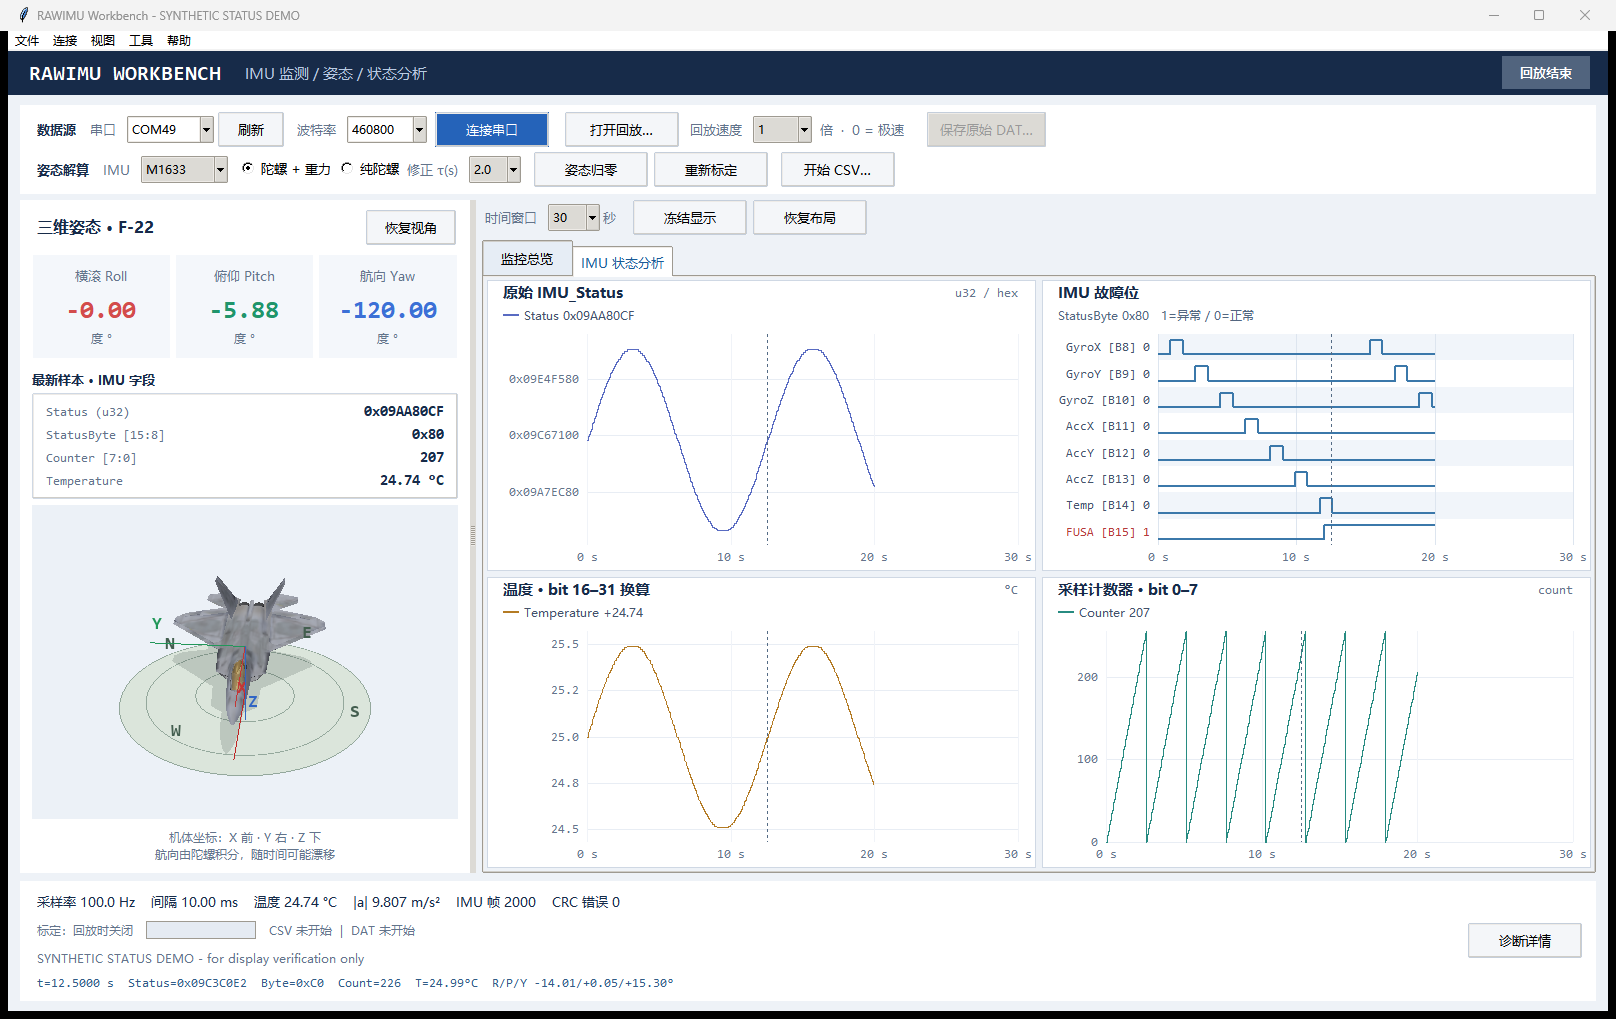 RAWIMU Workbench - SYNTHETIC STATUS DEMO
文件 连接 视图 工具 帮助
RAWIMU WORKBENCH IMU 监测 / 姿态 / 状态分析 回放结束
数据源 串口 COM49 刷新 波特率 460800 连接串口 打开回放... 回放速度 1 倍 · 0 = 极速 保存原始 DAT...
姿态解算 IMU M1633 陀螺 + 重力 纯陀螺 修正 τ(s) 2.0 姿态归零 重新标定 开始 CSV...
三维姿态 • F-22 恢复视角
横滚 Roll 俯仰 Pitch 航向 Yaw
-0.00 -5.88 -120.00
度 ° 度 ° 度 °
最新样本 • IMU 字段
Status (u32) 0x09AA80CF
StatusByte [15:8] 0x80
Counter [7:0] 207
Temperature 24.74 °C
Y
N
E
X
Z
S
W
机体坐标: X 前 · Y 右 · Z 下
航向由陀螺积分，随时间可能漂移
时间窗口 30 秒 冻结显示 恢复布局
监控总览 IMU 状态分析
原始 IMU_Status u32 / hex
Status 0x09AA80CF
0x09E4F580
0x09C67100
0x09A7EC80
0 s 10 s 20 s 30 s
IMU 故障位
StatusByte 0x80 1=异常 / 0=正常
GyroX [B8] 0
GyroY [B9] 0
GyroZ [B10] 0
AccX [B11] 0
AccY [B12] 0
AccZ [B13] 0
Temp [B14] 0
FUSA [B15] 1
0 s 10 s 20 s 30 s
温度 • bit 16–31 换算 °C
Temperature +24.74
25.5
25.2
25.0
24.8
24.5
0 s 10 s 20 s 30 s
采样计数器 • bit 0–7 count
Counter 207
200
100
0
0 s 10 s 20 s 30 s
采样率 100.0 Hz 间隔 10.00 ms 温度 24.74 °C |a| 9.807 m/s² IMU 帧 2000 CRC 错误 0
标定: 回放时关闭 CSV 未开始 | DAT 未开始
诊断详情
SYNTHETIC STATUS DEMO - for display verification only
t=12.5000 s Status=0x09C3C0E2 Byte=0xC0 Count=226 T=24.99°C R/P/Y -14.01/+0.05/+15.30°